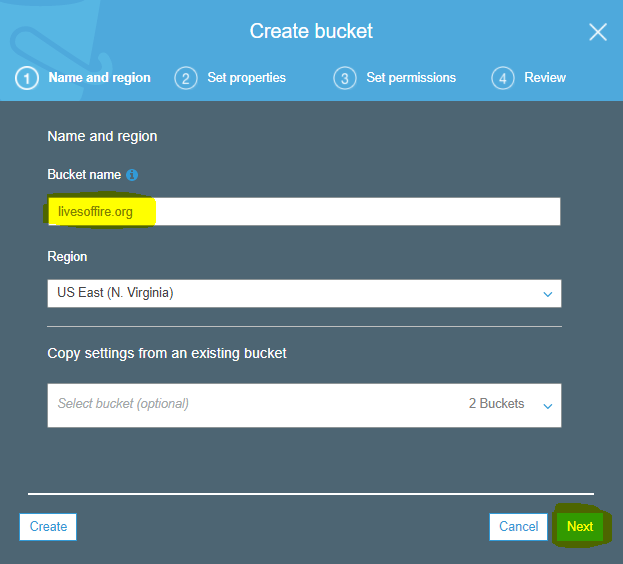 Create bucket
1 Name and region 2 Set properties 3 Set permissions 4 Review
Name and region
Bucket name
livesoffire.org
Region
US East (N. Virginia)
Copy settings from an existing bucket
Select bucket (optional) 2 Buckets
Create Cancel Next